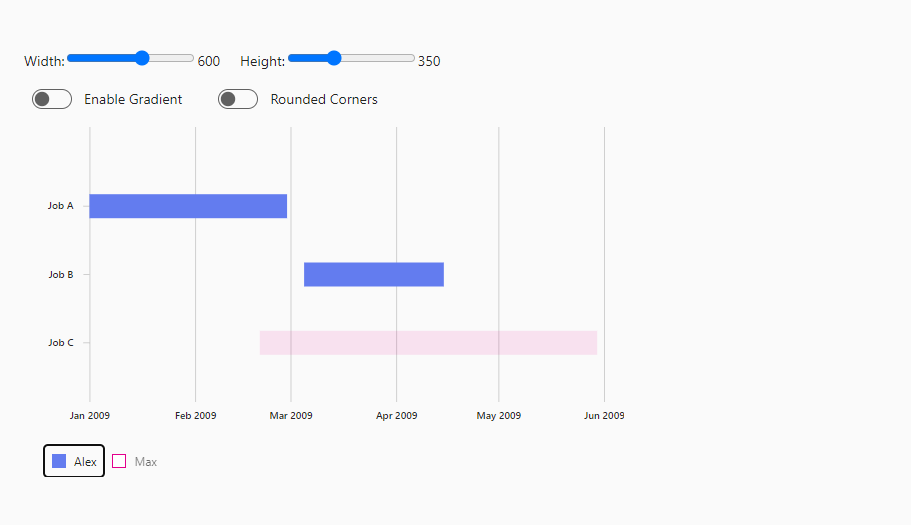 Width: 600 Height: 350
Enable Gradient Rounded Corners
Job A
Job B
Job C
Jan 2009 Feb 2009 Mar 2009 Apr 2009 May 2009 Jun 2009
Alex Max